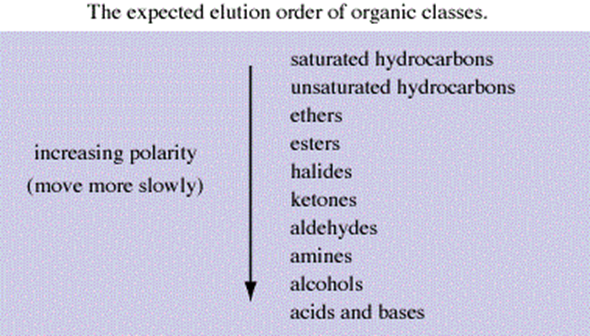 The expected elution order of organic classes.
saturated hydrocarbons
unsaturated hydrocarbons
ethers
esters
halides
ketones
aldehydes
amines
alcohols
acids and bases
increasing polarity
(move more slowly)